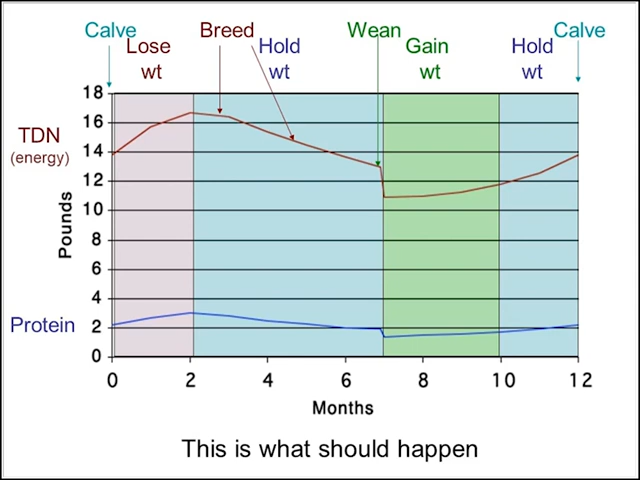 Calve Breed Wean Calve
Lose Hold Gain Hold
wt wt wt wt
18
16
TDN
(energy)
14
12
10
8
6
4
Protein
2
0
Pounds
0 2 4 6 8 10 12
Months
This is what should happen